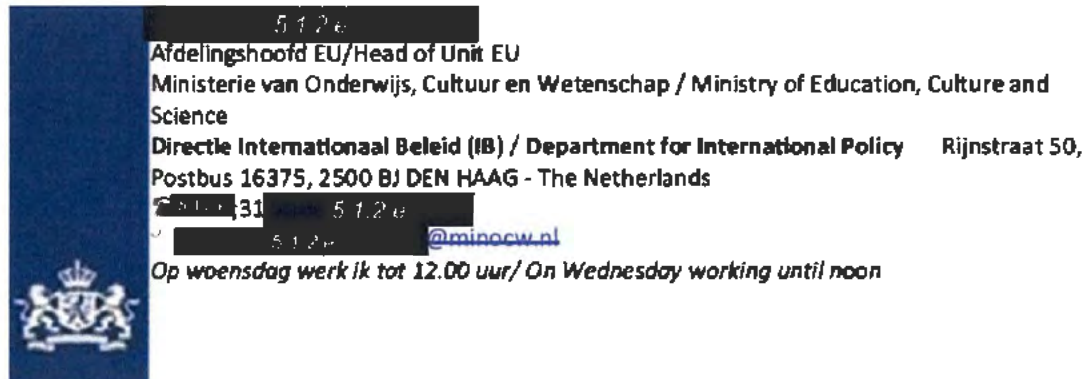 5.1.2 e
Afdelingshoofd EU/Head of Unit EU
Ministerie van Onderwijs, Cultuur en Wetenschap / Ministry of Education, Culture and
Science
Directie Internationaal Beleid (IB) / Department for International Policy Rijnstraat 50,
Postbus 16375, 2500 BJ DEN HAAG - The Netherlands
31 5.1.2 e
5.1.2 e @minocw.nl
Op woensdag werk ik tot 12.00 uur/ On Wednesday working until noon